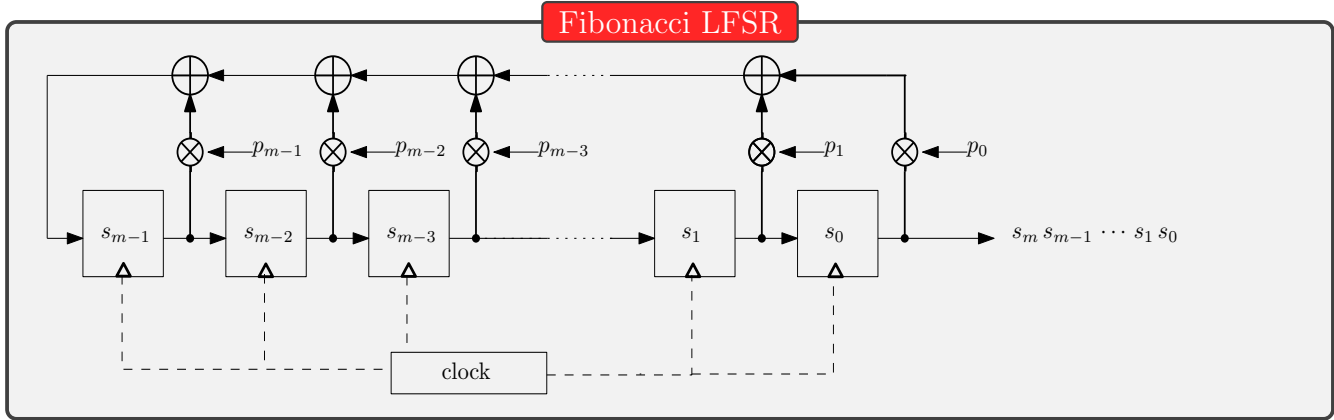 Fibonacci LFSR
p_{m−1} p_{m−2} p_{m−3} p_1 p_0
s_{m−1} s_{m−2} s_{m−3} s_1 s_0 s_m s_{m−1} ⋯ s_1 s_0
clock